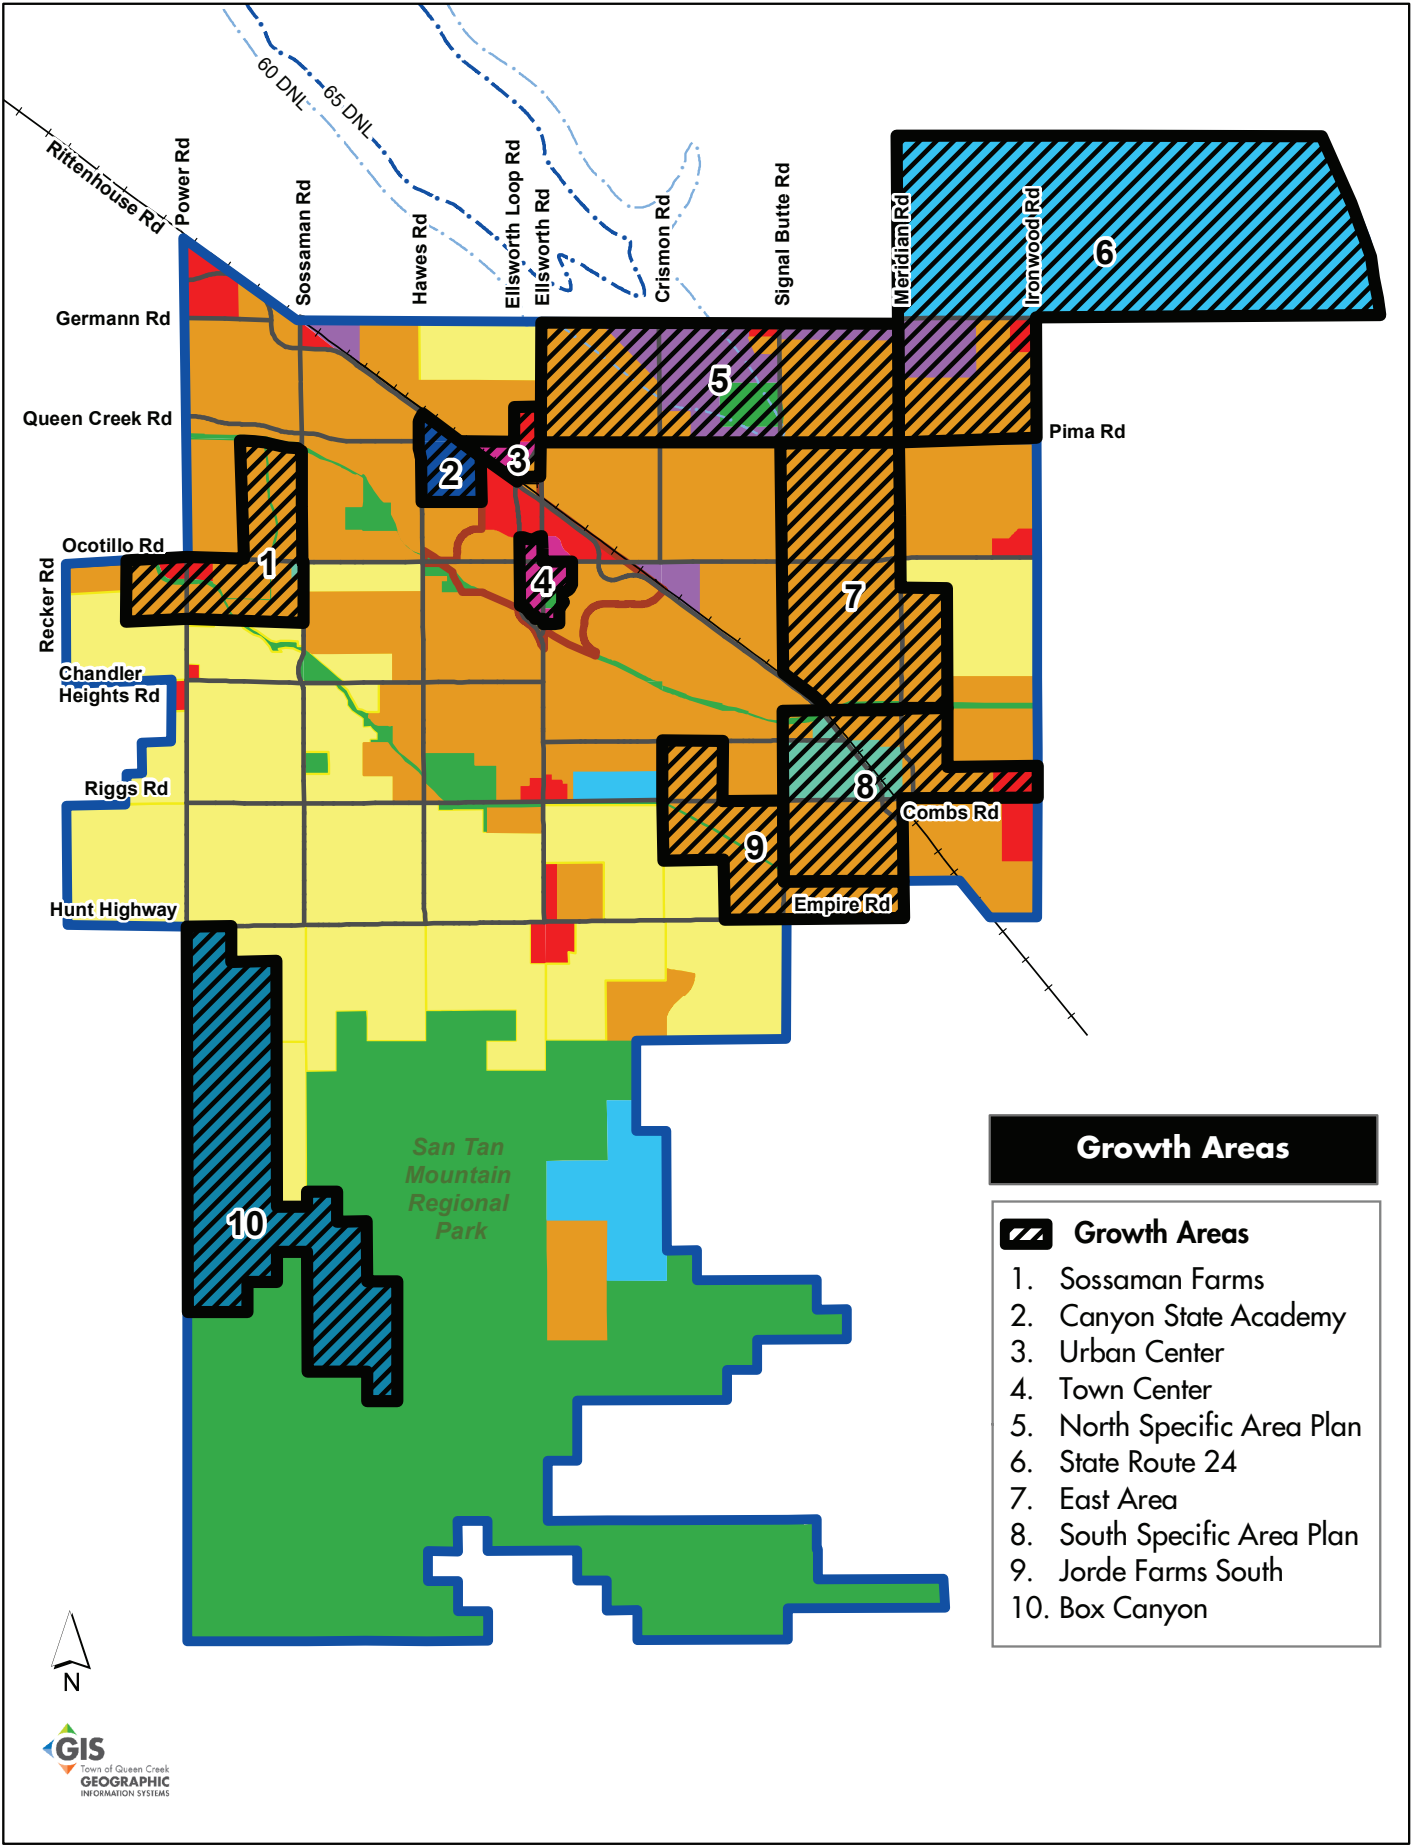 60 DNL
65 DNL
Rittenhouse Rd
Power Rd
Sossaman Rd
Hawes Rd
Ellsworth Loop Rd
Ellsworth Rd
Crismon Rd
Signal Butte Rd
Meridian Rd
Ironwood Rd
6
Germann Rd
5
Queen Creek Rd
Pima Rd
3
2
Ocotillo Rd
1
4
7
Recker Rd
Chandler
Heights Rd
Riggs Rd
8
Combs Rd
9
Empire Rd
Hunt Highway
San Tan
Mountain
Regional
Park
10
Growth Areas
Growth Areas
1. Sossaman Farms
2. Canyon State Academy
3. Urban Center
4. Town Center
5. North Specific Area Plan
6. State Route 24
7. East Area
8. South Specific Area Plan
9. Jorde Farms South
10. Box Canyon
N
GIS
Town of Queen Creek
GEOGRAPHIC
INFORMATION SYSTEMS